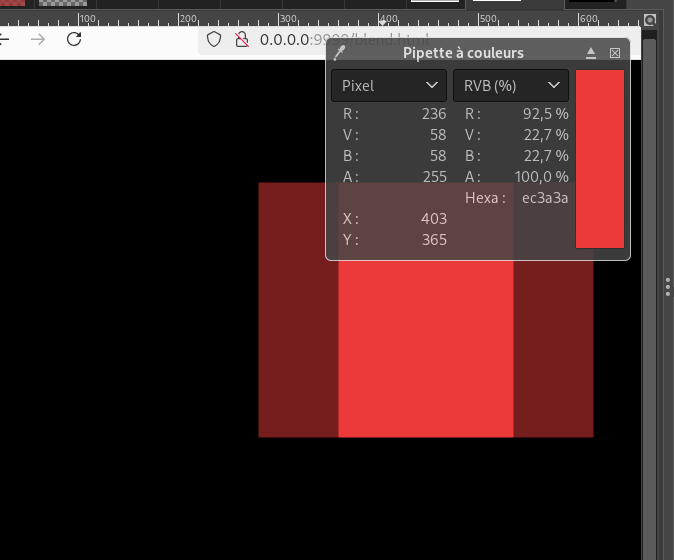 100 200 300 400 500 600
0.0.0.0:9999/blend.html
Pipette à couleurs
Pixel RVB (%)
R : 236 R : 92,5 %
V : 58 V : 22,7 %
B : 58 B : 22,7 %
A : 255 A : 100,0 %
Hexa : ec3a3a
X : 403
Y : 365